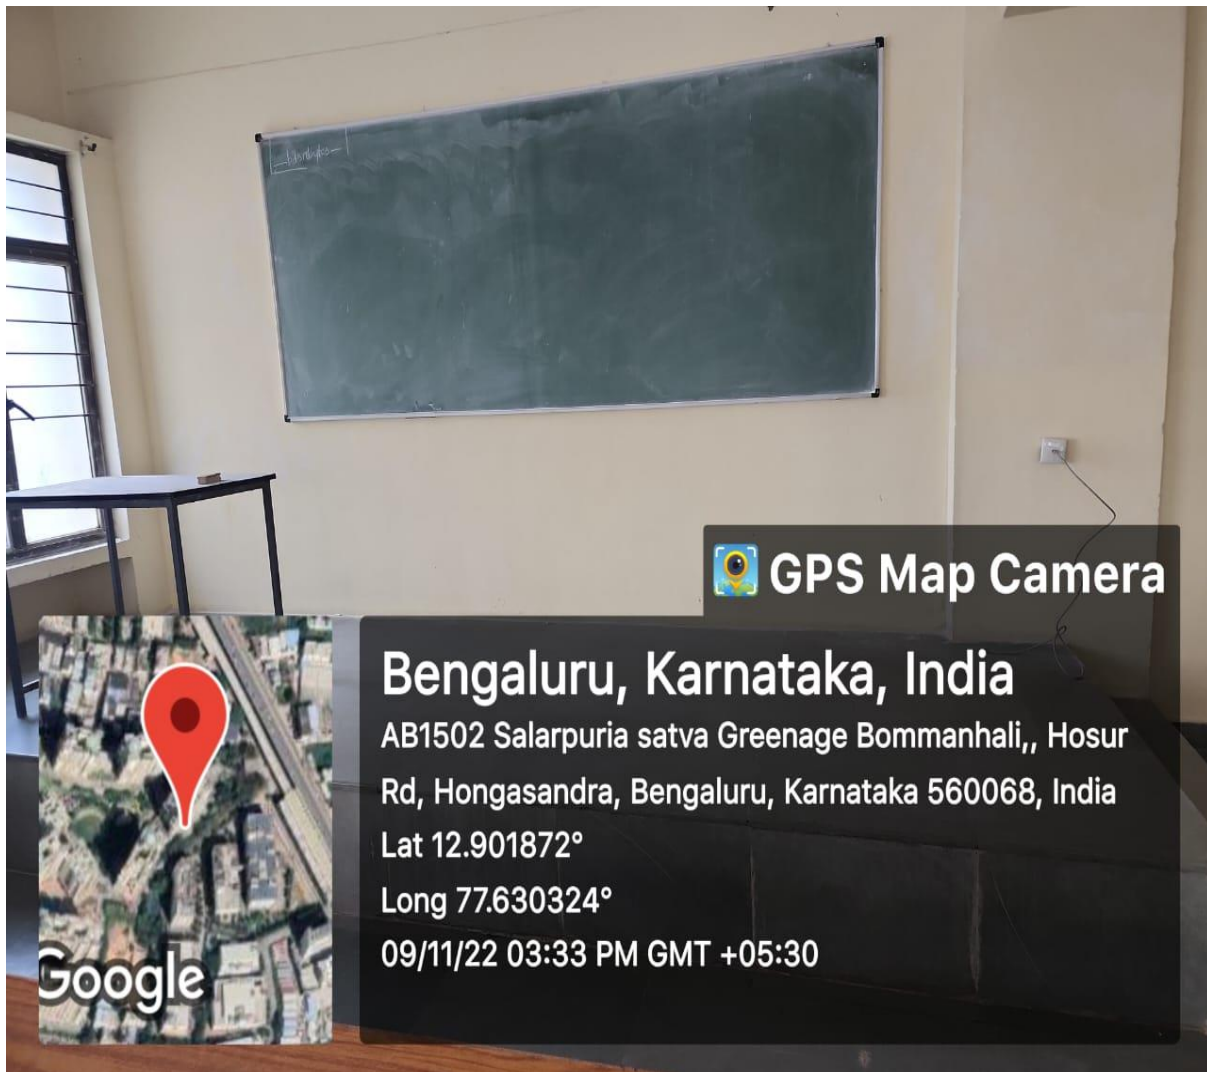 GPS Map Camera
Bengaluru, Karnataka, India
AB1502 Salarpuria satva Greenage Bommanhali,, Hosur
Rd, Hongasandra, Bengaluru, Karnataka 560068, India
Lat 12.901872°
Long 77.630324°
09/11/22 03:33 PM GMT +05:30
Google